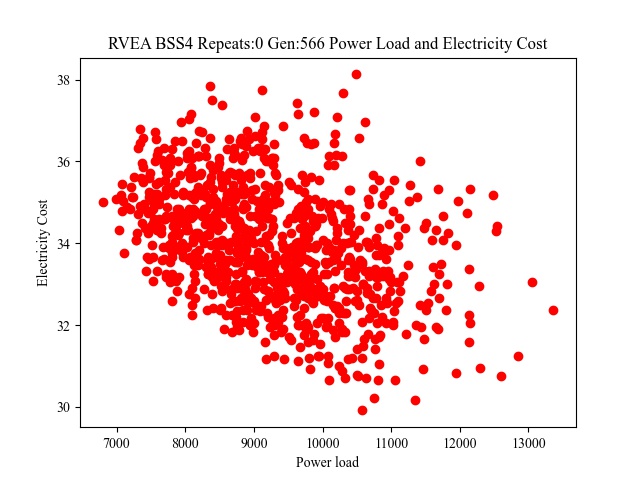 RVEA BSS4 Repeats:0 Gen:566 Power Load and Electricity Cost
38
36
34
32
30
Electricity Cost
7000 8000 9000 10000 11000 12000 13000
Power load